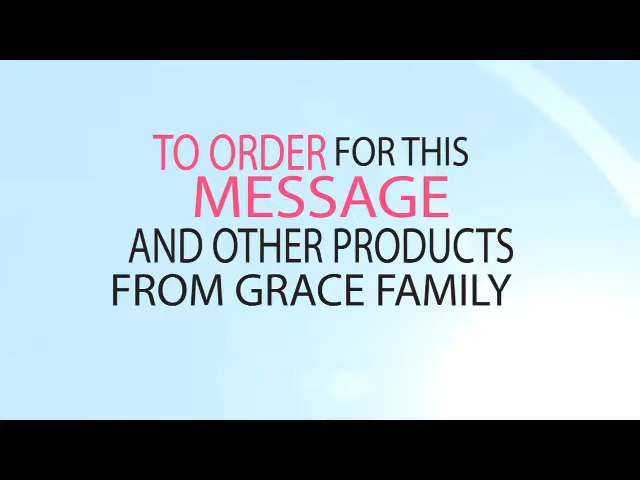 TO ORDER FOR THIS
MESSAGE
AND OTHER PRODUCTS
FROM GRACE FAMILY